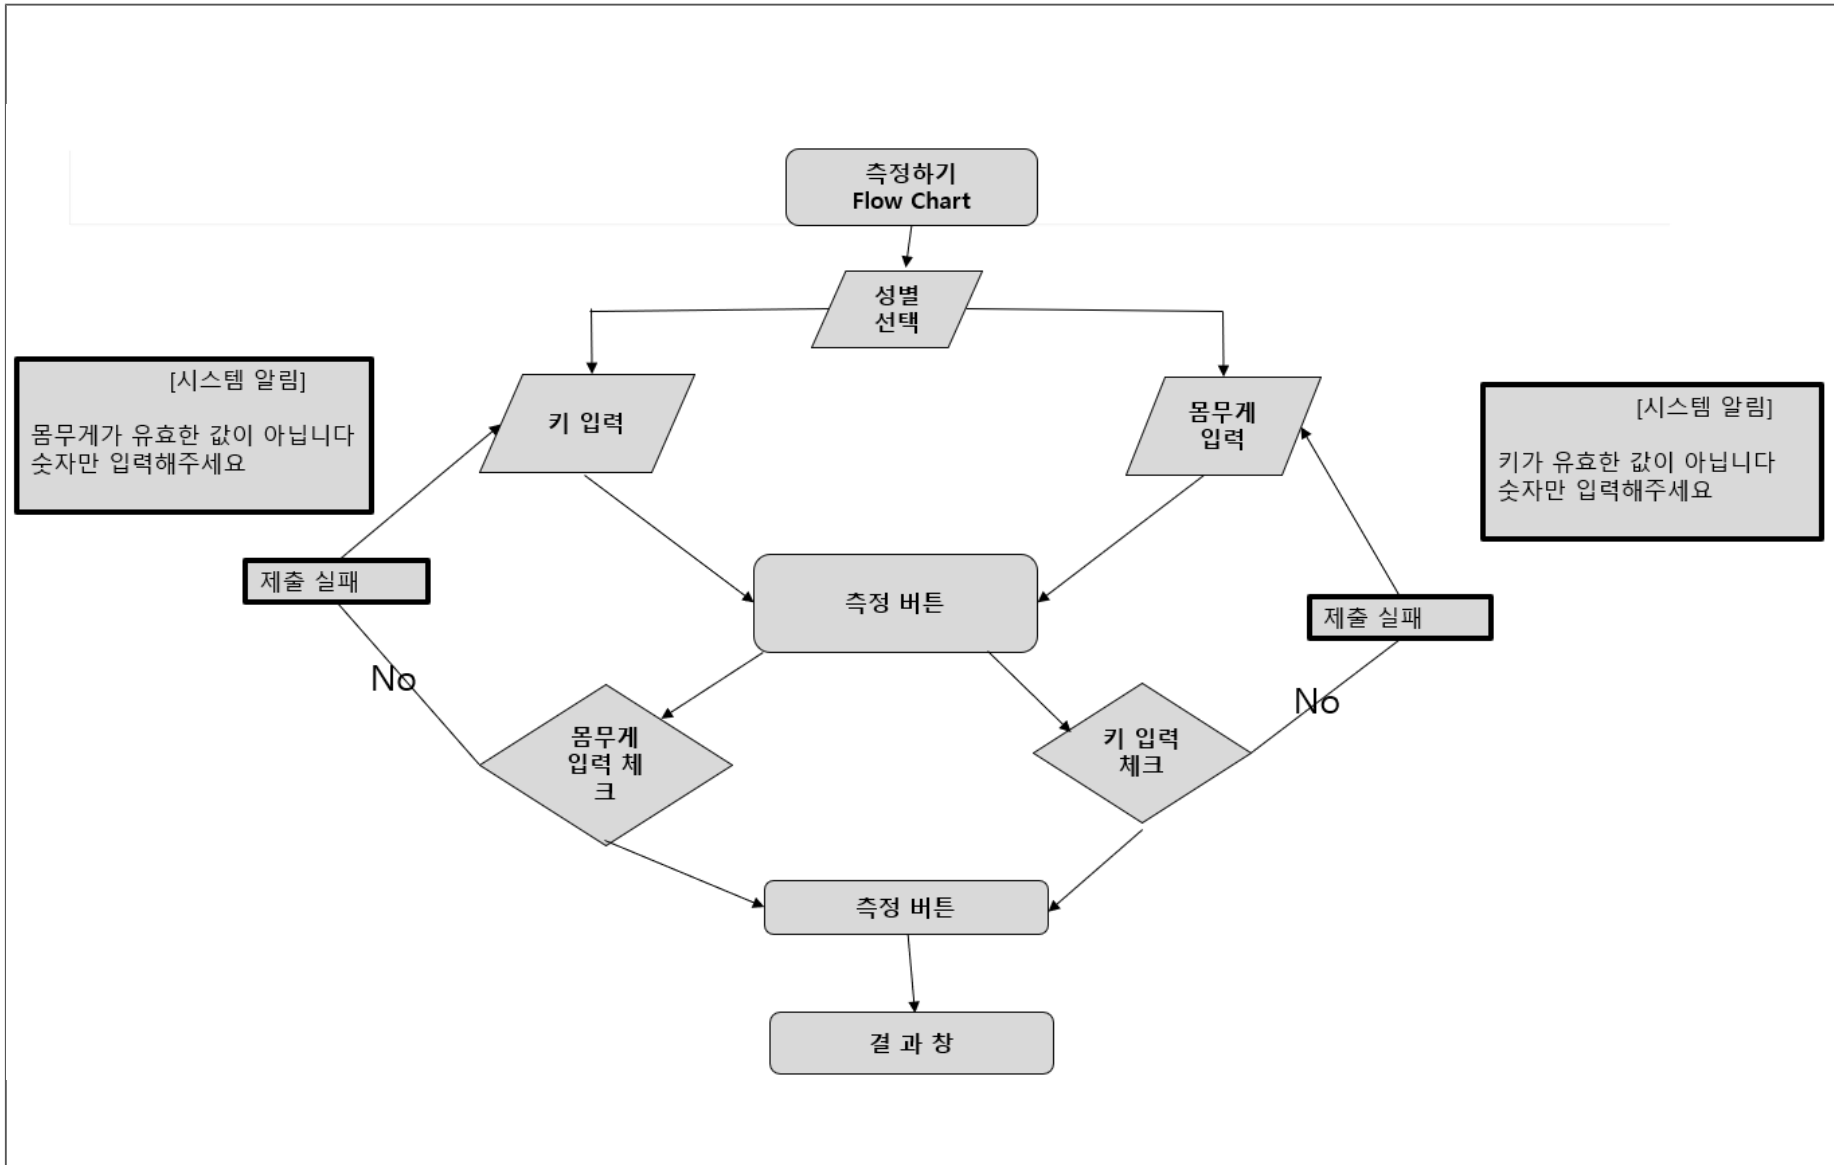 측정하기
Flow Chart
성별
선택
[시스템 알림]
몸무게가 유효한 값이 아닙니다
숫자만 입력해주세요
키 입력
몸무게
입력
[시스템 알림]
키가 유효한 값이 아닙니다
숫자만 입력해주세요
제출 실패
측정 버튼
제출 실패
No
No
몸무게
입력 체
크
키 입력
체크
측정 버튼
결 과 창